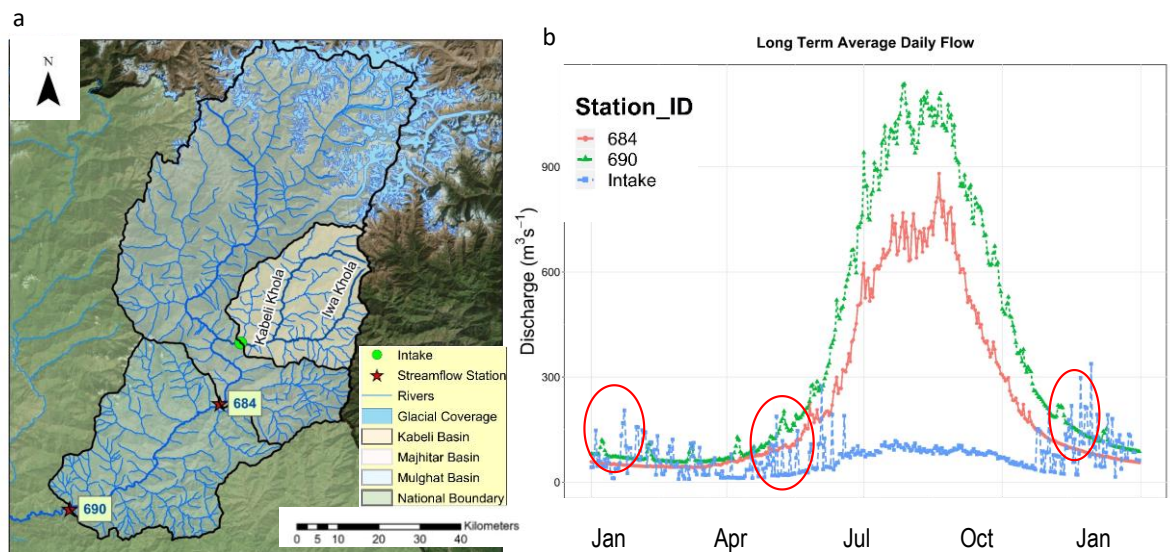 a
N
Kabeli Khola
Iwa Khola
684
690
Intake
Streamflow Station
Rivers
Glacial Coverage
Kabeli Basin
Majhitar Basin
Mulghat Basin
National Boundary
0 5 10 20 30 40 Kilometers
b
Long Term Average Daily Flow
Station_ID
684
690
Intake
Discharge (m³s⁻¹)
900
600
300
0
Jan Apr Jul Oct Jan